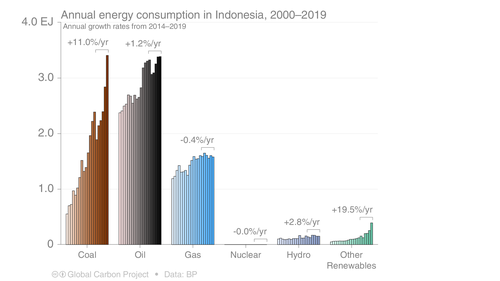 Annual energy consumption in Indonesia, 2000–2019
Annual growth rates from 2014–2019
4.0 EJ
3.0
2.0
1.0
0
+11.0%/yr
+1.2%/yr
-0.4%/yr
-0.0%/yr
+2.8%/yr
+19.5%/yr
Coal
Oil
Gas
Nuclear
Hydro
Other
Renewables
Global Carbon Project • Data: BP